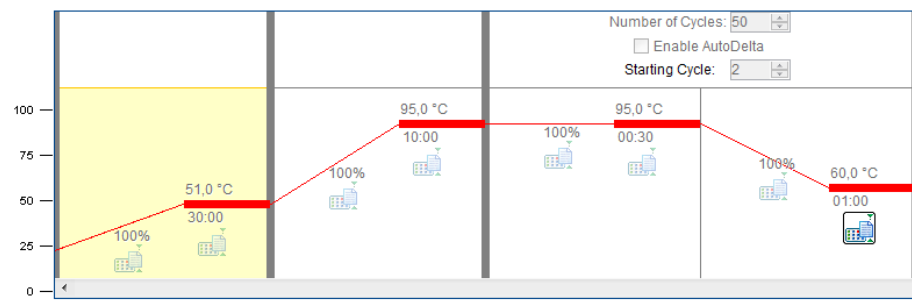 Number of Cycles: 50
Enable AutoDelta
Starting Cycle: 2
100
75
50
25
0
100%
51,0 °C
30:00
100%
95,0 °C
10:00
100%
95,0 °C
00:30
100%
60,0 °C
01:00